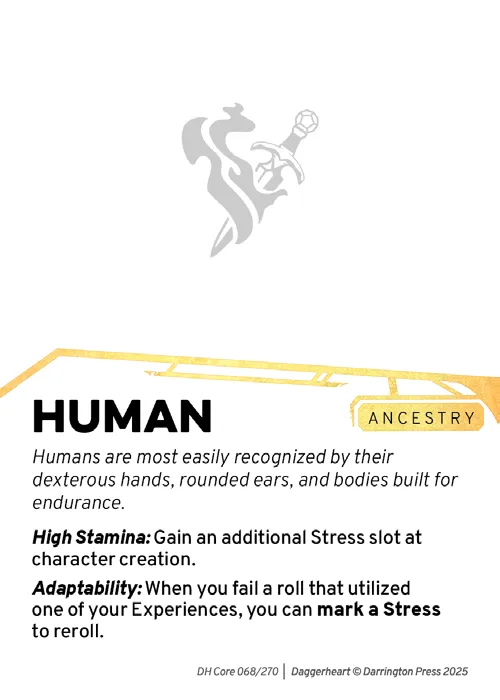 HUMAN
ANCESTRY
Humans are most easily recognized by their
dexterous hands, rounded ears, and bodies built for
endurance.
High Stamina: Gain an additional Stress slot at
character creation.
Adaptability: When you fail a roll that utilized
one of your Experiences, you can mark a Stress
to reroll.
DH Core 068/270 | Daggerheart © Darrington Press 2025